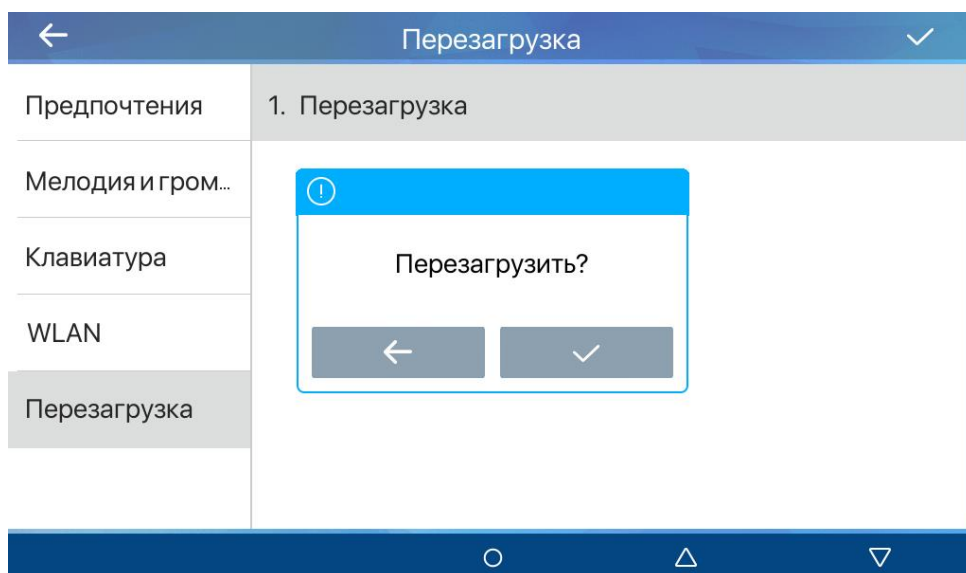 Перезагрузка
Предпочтения
1. Перезагрузка
Мелодия и гром...
Клавиатура
Перезагрузить?
WLAN
Перезагрузка